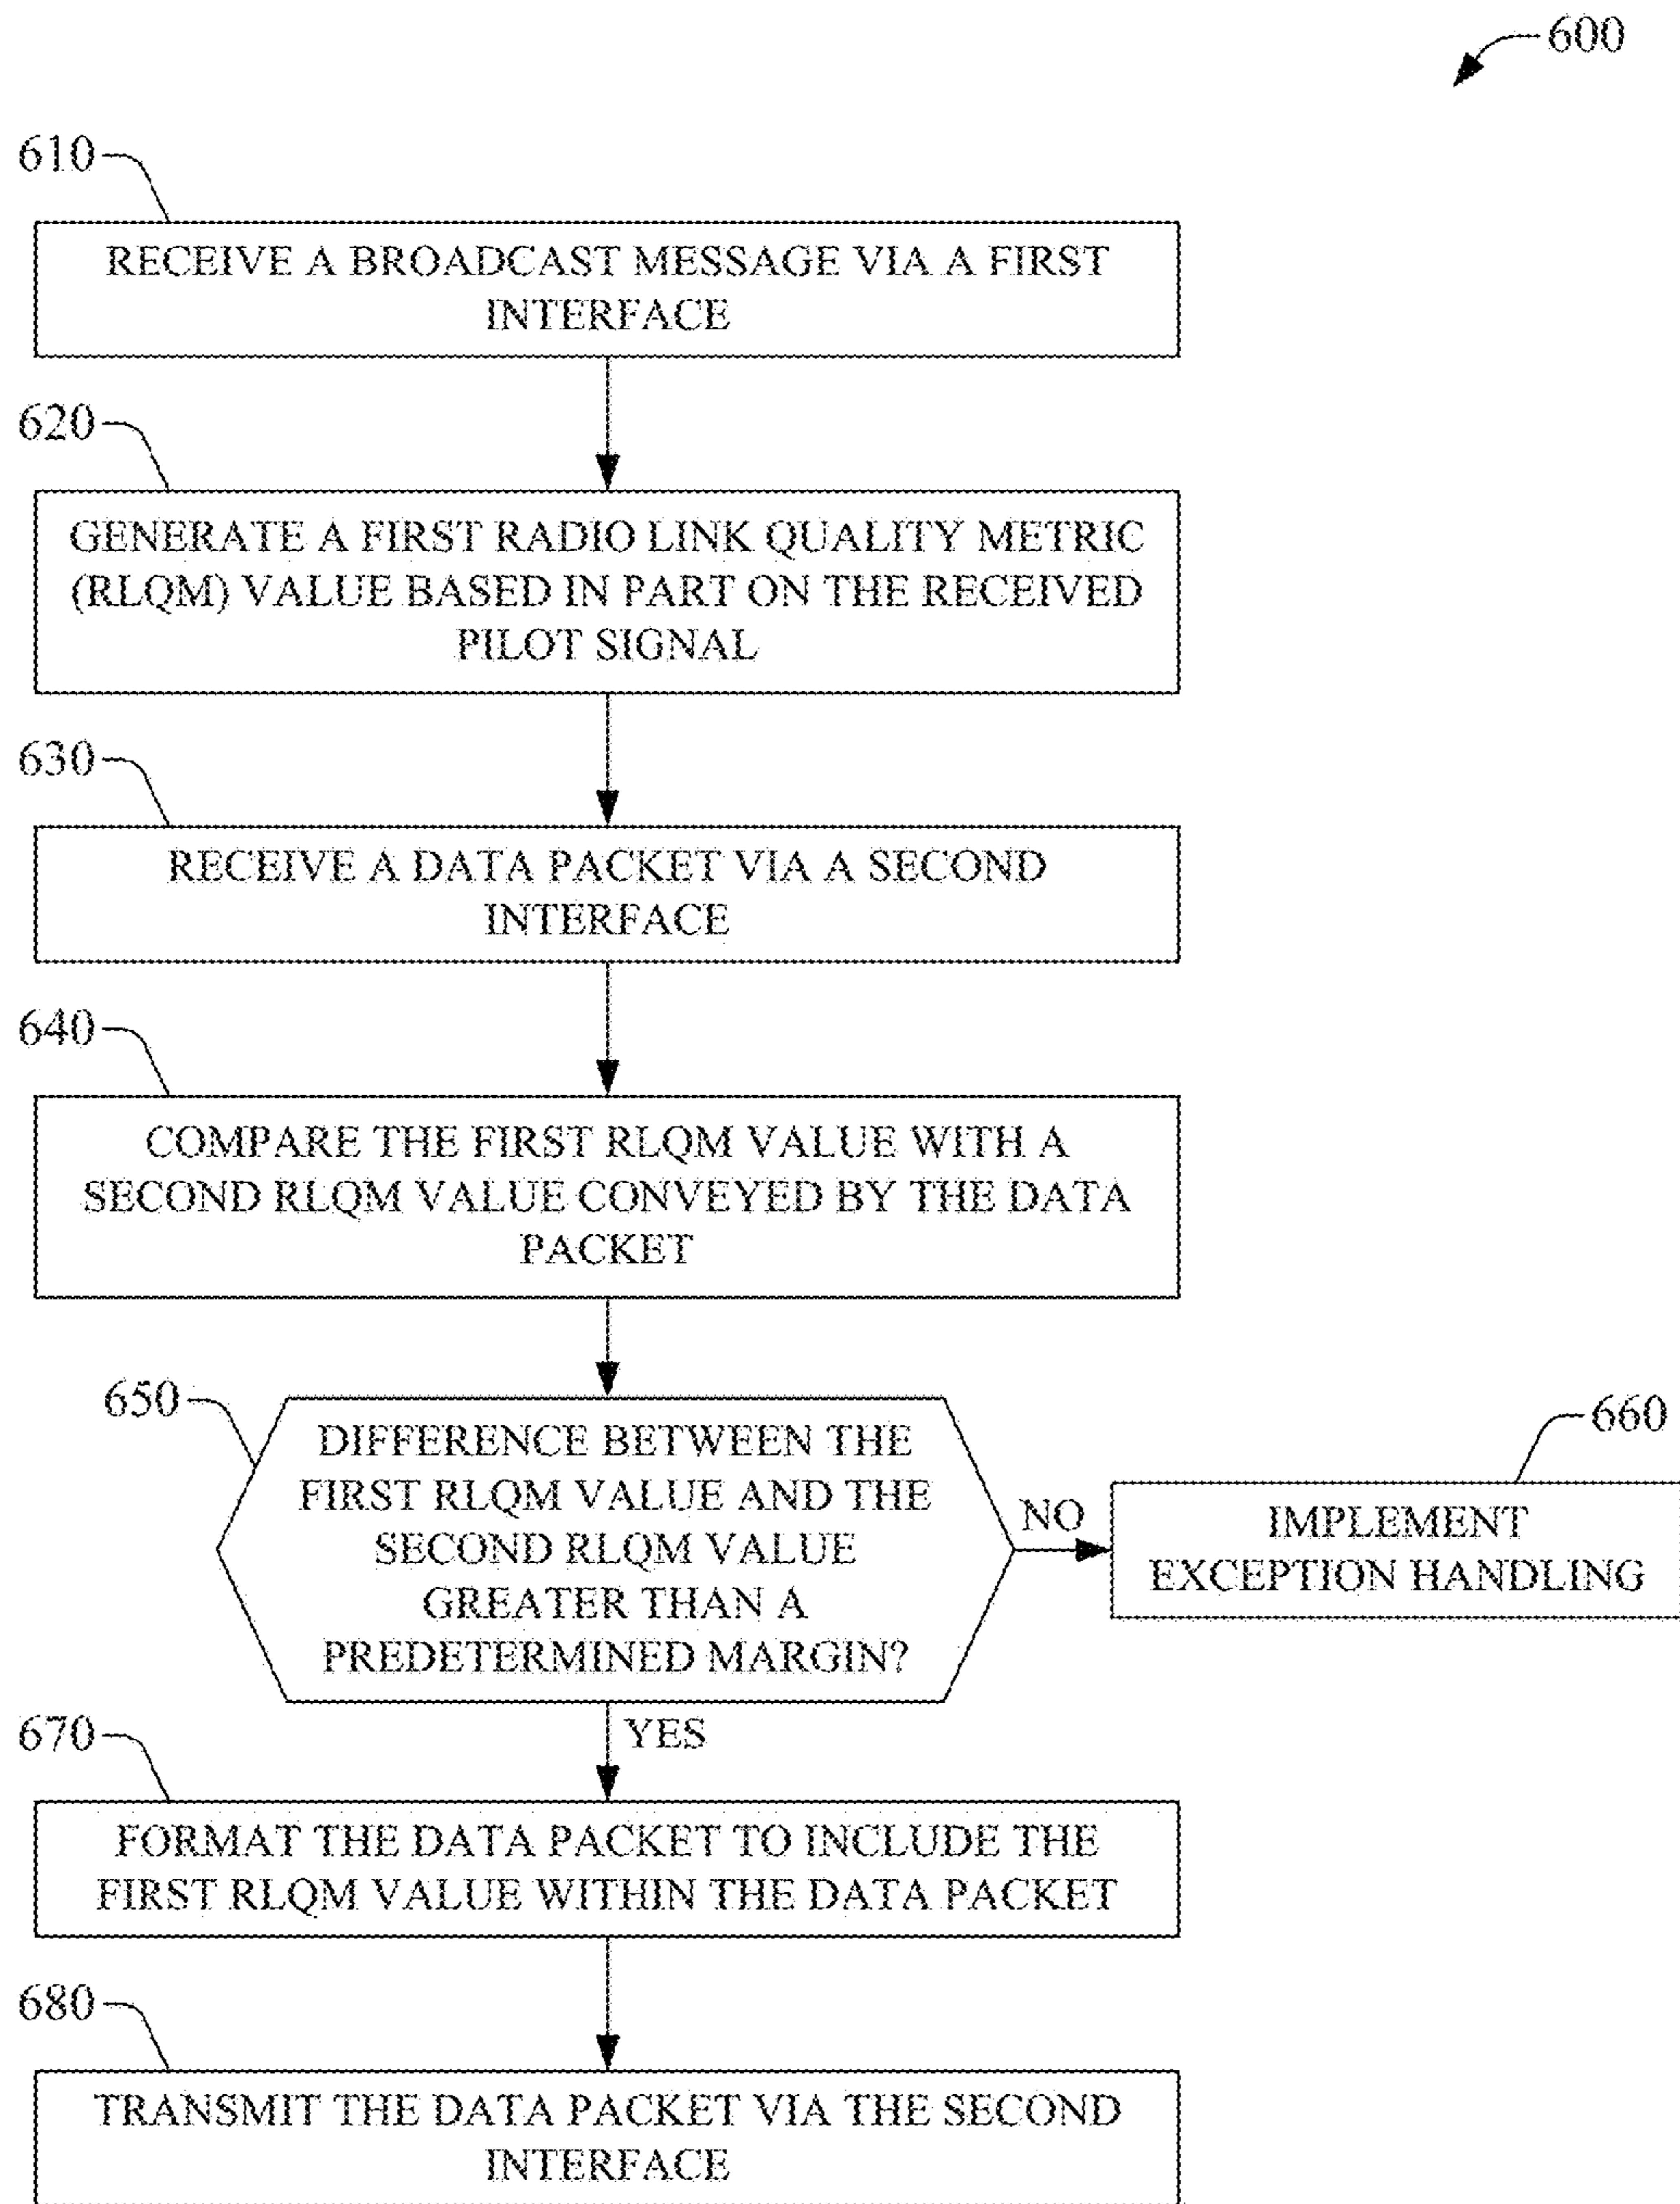 600
610
RECEIVE A BROADCAST MESSAGE VIA A FIRST
INTERFACE
620
GENERATE A FIRST RADIO LINK QUALITY METRIC
(RLQM) VALUE BASED IN PART ON THE RECEIVED
PILOT SIGNAL
630
RECEIVE A DATA PACKET VIA A SECOND
INTERFACE
640
COMPARE THE FIRST RLQM VALUE WITH A
SECOND RLQM VALUE CONVEYED BY THE DATA
PACKET
650
DIFFERENCE BETWEEN THE
FIRST RLQM VALUE AND THE
SECOND RLQM VALUE
GREATER THAN A
PREDETERMINED MARGIN?
NO
660
IMPLEMENT
EXCEPTION HANDLING
YES
670
FORMAT THE DATA PACKET TO INCLUDE THE
FIRST RLQM VALUE WITHIN THE DATA PACKET
680
TRANSMIT THE DATA PACKET VIA THE SECOND
INTERFACE